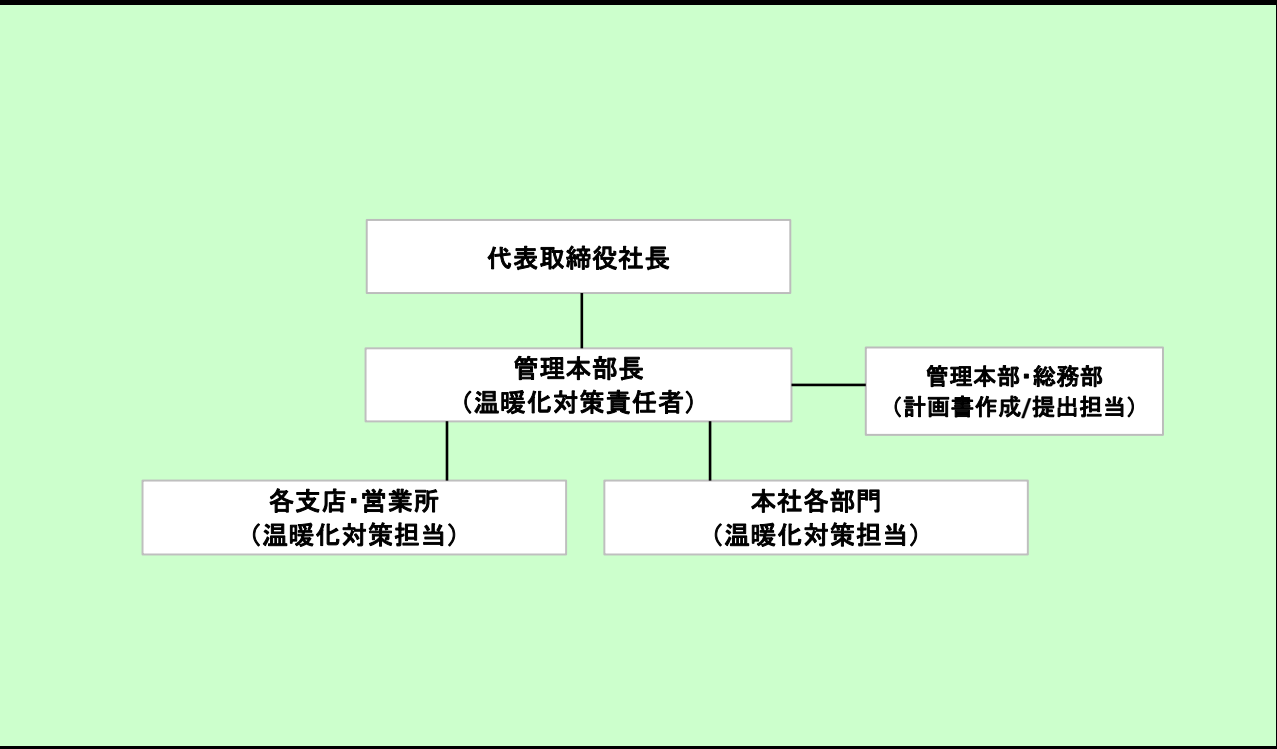 代表取締役社長
管理本部長
（温暖化対策責任者）
管理本部・総務部
（計画書作成/提出担当）
各支店・営業所
（温暖化対策担当）
本社各部門
（温暖化対策担当）